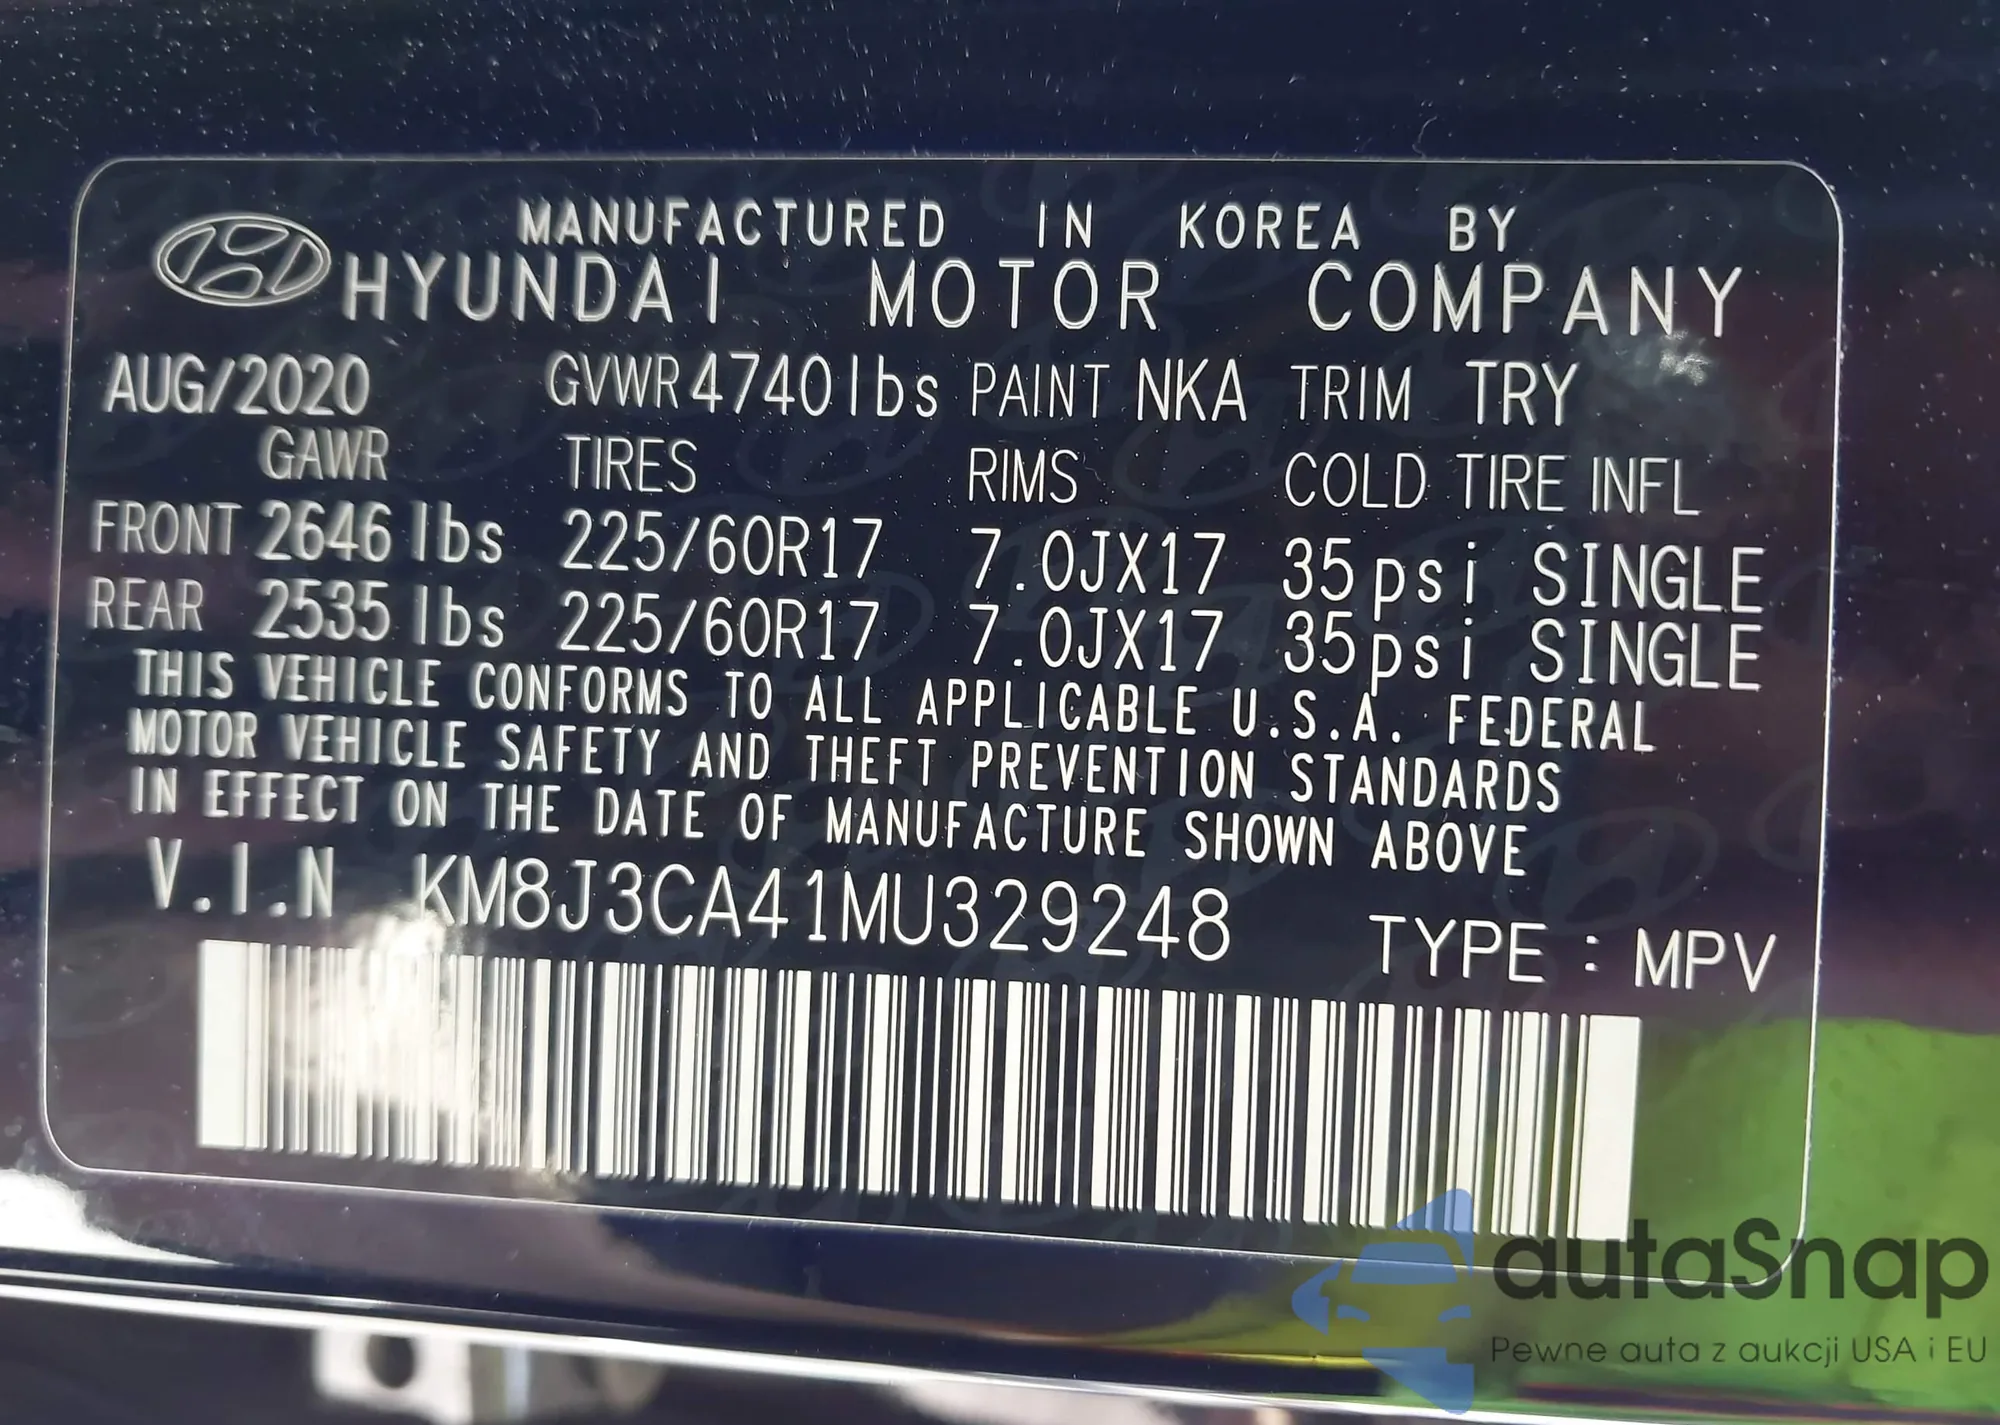 MANUFACTURED IN KOREA BY
HYUNDAI MOTOR COMPANY
AUG/2020 GVWR 4740lbs PAINT NKA TRIM TRY
GAWR TIRES RIMS COLD TIRE INFL
FRONT 2646 lbs 225/60R17 7.0JX17 35psi SINGLE
REAR 2535 lbs 225/60R17 7.0JX17 35psi SINGLE
THIS VEHICLE CONFORMS TO ALL APPLICABLE U.S.A. FEDERAL
MOTOR VEHICLE SAFETY AND THEFT PREVENTION STANDARDS
IN EFFECT ON THE DATE OF MANUFACTURE SHOWN ABOVE
V.I.N KM8J3CA41MU329248 TYPE : MPV
autaSnap
Pewne auta z aukcji USA i EU